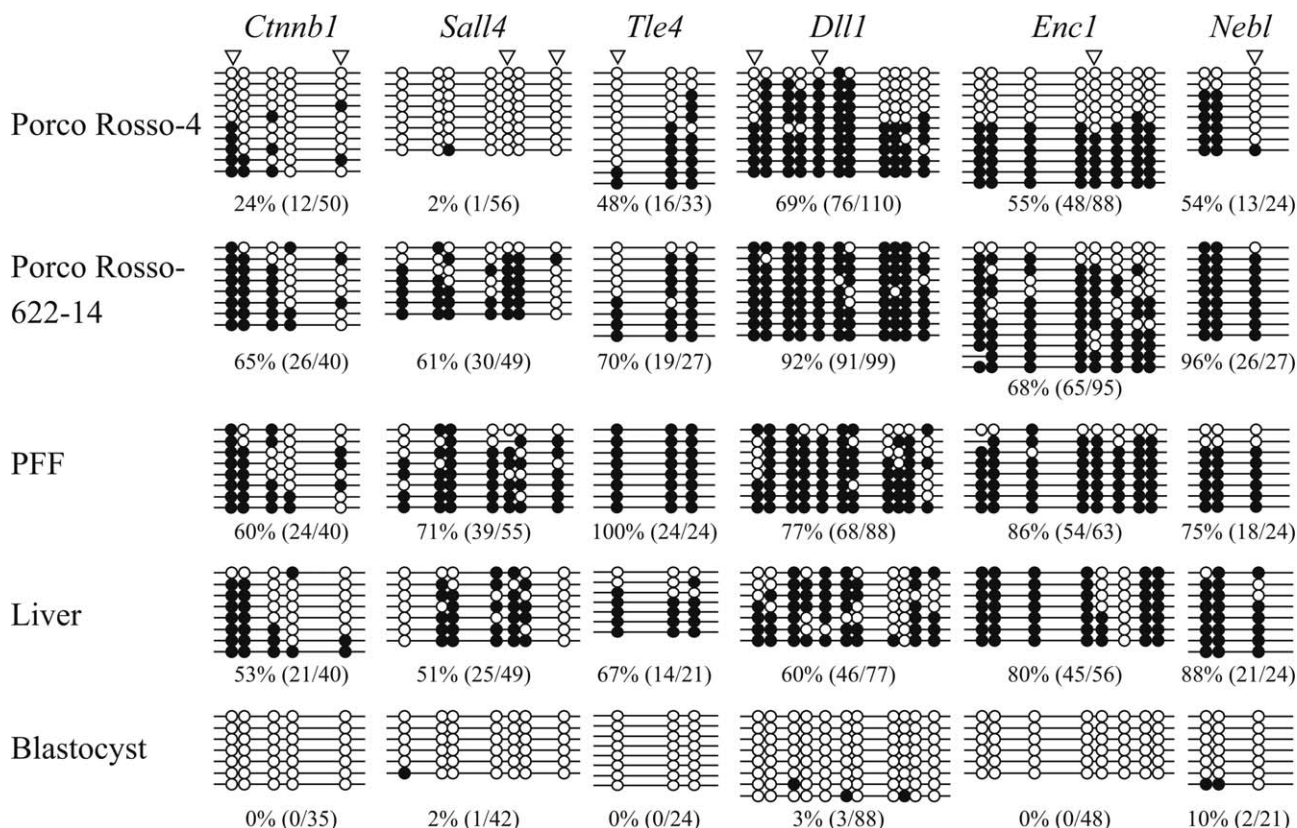 Ctnnb1 Sall4 Tle4 Dll1 Enc1 Nebl
Porco Rosso-4
24% (12/50) 2% (1/56) 48% (16/33) 69% (76/110) 55% (48/88) 54% (13/24)
Porco Rosso-
622-14
65% (26/40) 61% (30/49) 70% (19/27) 92% (91/99) 68% (65/95) 96% (26/27)
PFF
60% (24/40) 71% (39/55) 100% (24/24) 77% (68/88) 86% (54/63) 75% (18/24)
Liver
53% (21/40) 51% (25/49) 67% (14/21) 60% (46/77) 80% (45/56) 88% (21/24)
Blastocyst
0% (0/35) 2% (1/42) 0% (0/24) 3% (3/88) 0% (0/48) 10% (2/21)